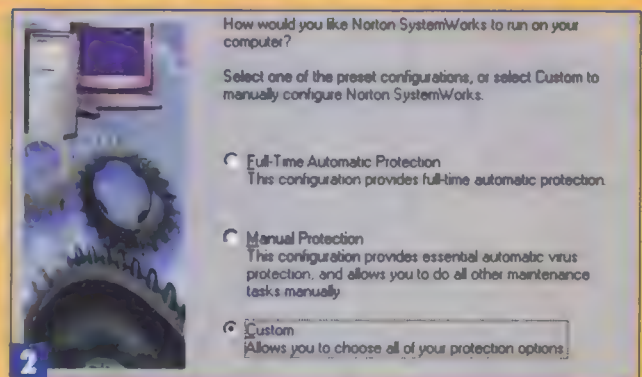 How would you like Norton SystemWorks to run on your
computer?
Select one of the preset configurations, or select Custom to
manually configure Norton SystemWorks.
Full-Time Automatic Protection
This configuration provides full-time automatic protection.
Manual Protection
This configuration provides essential automatic virus
protection, and allows you to do all other maintenance
tasks manually
Custom
Allows you to choose all of your protection options
2